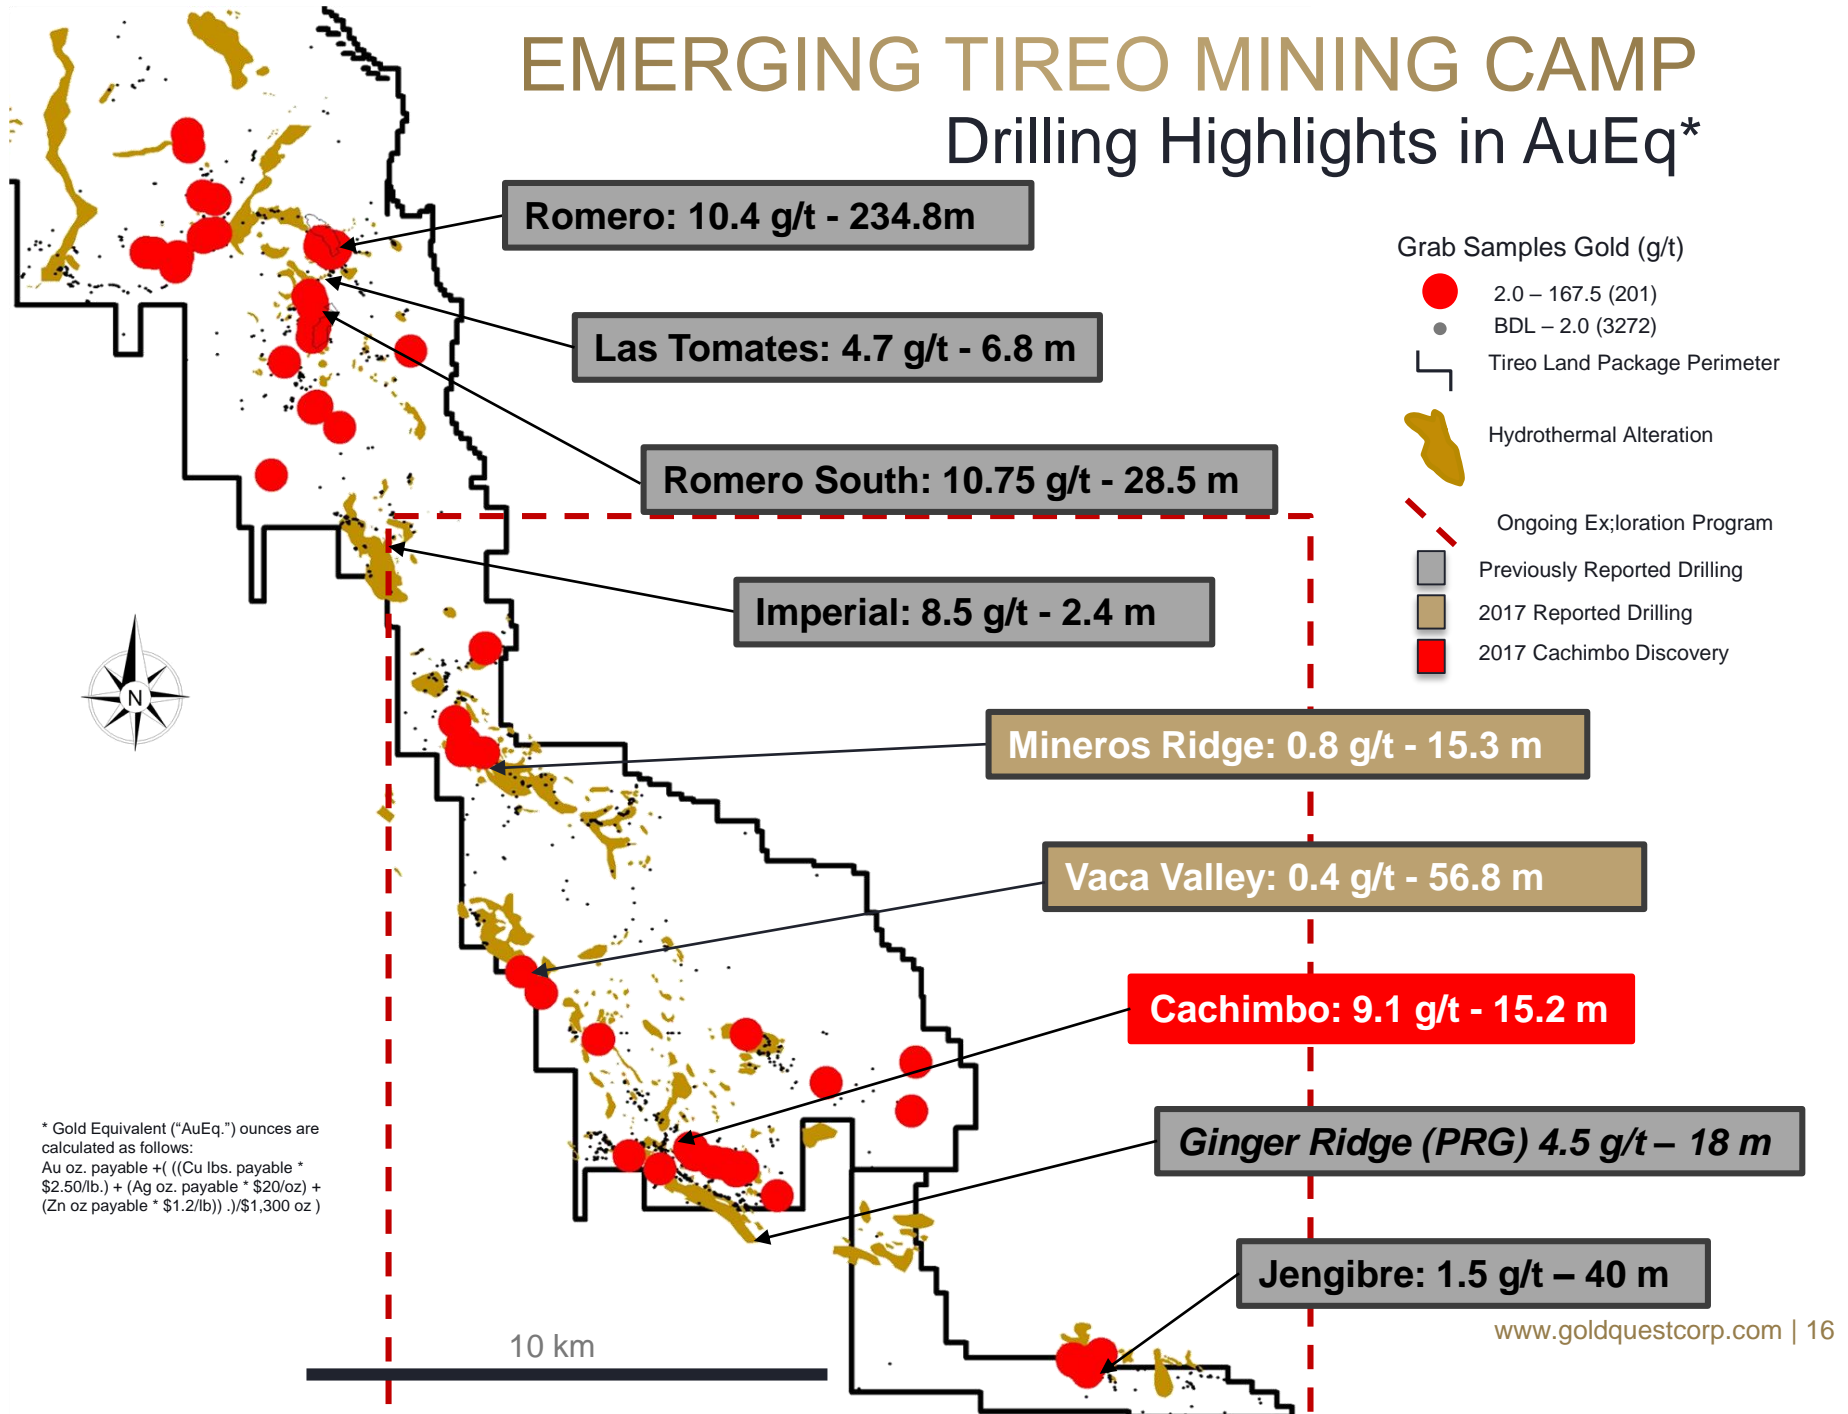 EMERGING TIREO MINING CAMP
Drilling Highlights in AuEq*
Romero: 10.4 g/t - 234.8m
Las Tomates: 4.7 g/t - 6.8 m
Romero South: 10.75 g/t - 28.5 m
Imperial: 8.5 g/t - 2.4 m
Mineros Ridge: 0.8 g/t - 15.3 m
Vaca Valley: 0.4 g/t - 56.8 m
Cachimbo: 9.1 g/t - 15.2 m
Ginger Ridge (PRG) 4.5 g/t – 18 m
Jengibre: 1.5 g/t – 40 m
Grab Samples Gold (g/t)
2.0 – 167.5 (201)
BDL – 2.0 (3272)
Tireo Land Package Perimeter
Hydrothermal Alteration
Ongoing Ex;loration Program
Previously Reported Drilling
2017 Reported Drilling
2017 Cachimbo Discovery
N
* Gold Equivalent (“AuEq.”) ounces are
calculated as follows:
Au oz. payable +( ((Cu lbs. payable *
$2.50/lb.) + (Ag oz. payable * $20/oz) +
(Zn oz payable * $1.2/lb)) .)/$1,300 oz )
10 km
www.goldquestcorp.com | 16